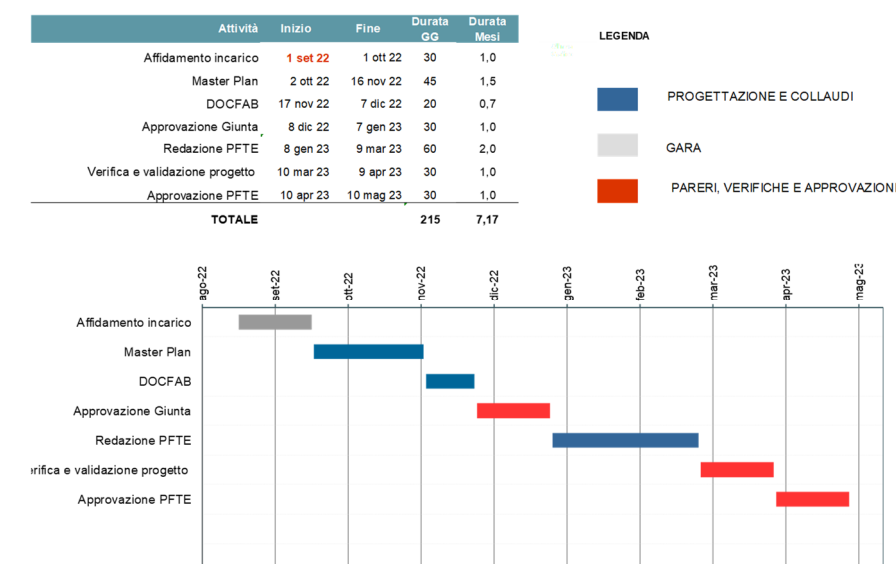 Attività Inizio Fine Durata GG Durata Mesi
Affidamento incarico 1 set 22 1 ott 22 30 1,0
Master Plan 2 ott 22 16 nov 22 45 1,5
DOCFAB 17 nov 22 7 dic 22 20 0,7
Approvazione Giunta 8 dic 22 7 gen 23 30 1,0
Redazione PFTE 8 gen 23 9 mar 23 60 2,0
Verifica e validazione progetto 10 mar 23 9 apr 23 30 1,0
Approvazione PFTE 10 apr 23 10 mag 23 30 1,0
TOTALE 215 7,17
LEGENDA
PROGETTAZIONE E COLLAUDI
GARA
PARERI, VERIFICHE E APPROVAZIONI
ago-22 set-22 ott-22 nov-22 dic-22 gen-23 feb-23 mar-23 apr-23 mag-23
Affidamento incarico
Master Plan
DOCFAB
Approvazione Giunta
Redazione PFTE
erifica e validazione progetto
Approvazione PFTE